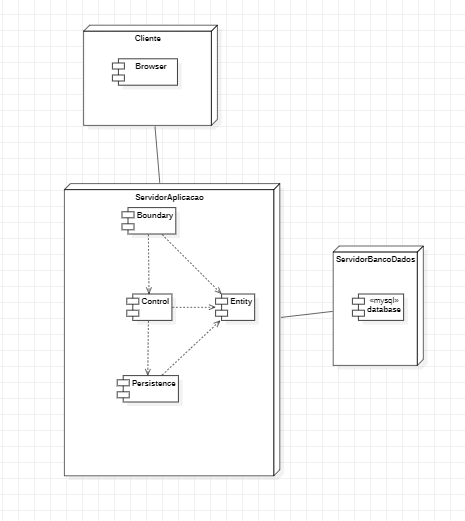 Cliente
Browser
ServidorAplicacao
Boundary
ServidorBancoDados
Control
Entity
«mysql»
database
Persistence